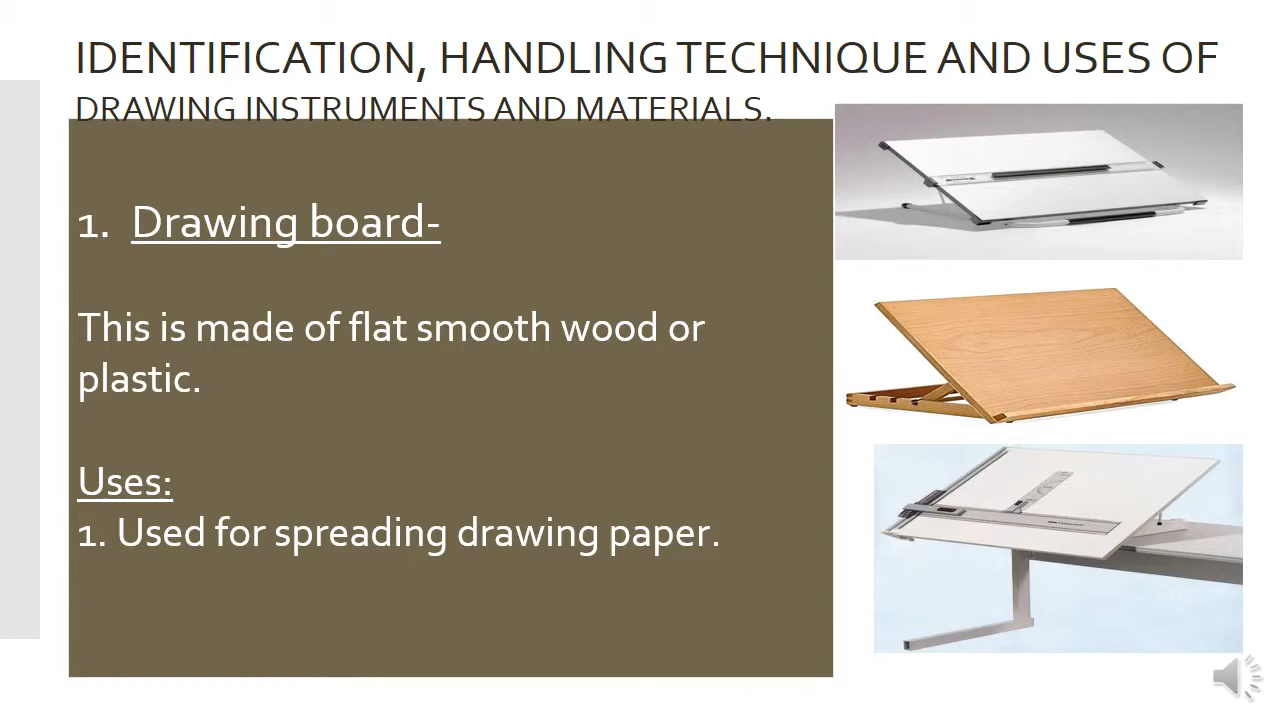 IDENTIFICATION, HANDLING TECHNIQUE AND USES OF
DRAWING INSTRUMENTS AND MATERIALS.
1. Drawing board-
This is made of flat smooth wood or
plastic.
Uses:
1. Used for spreading drawing paper.